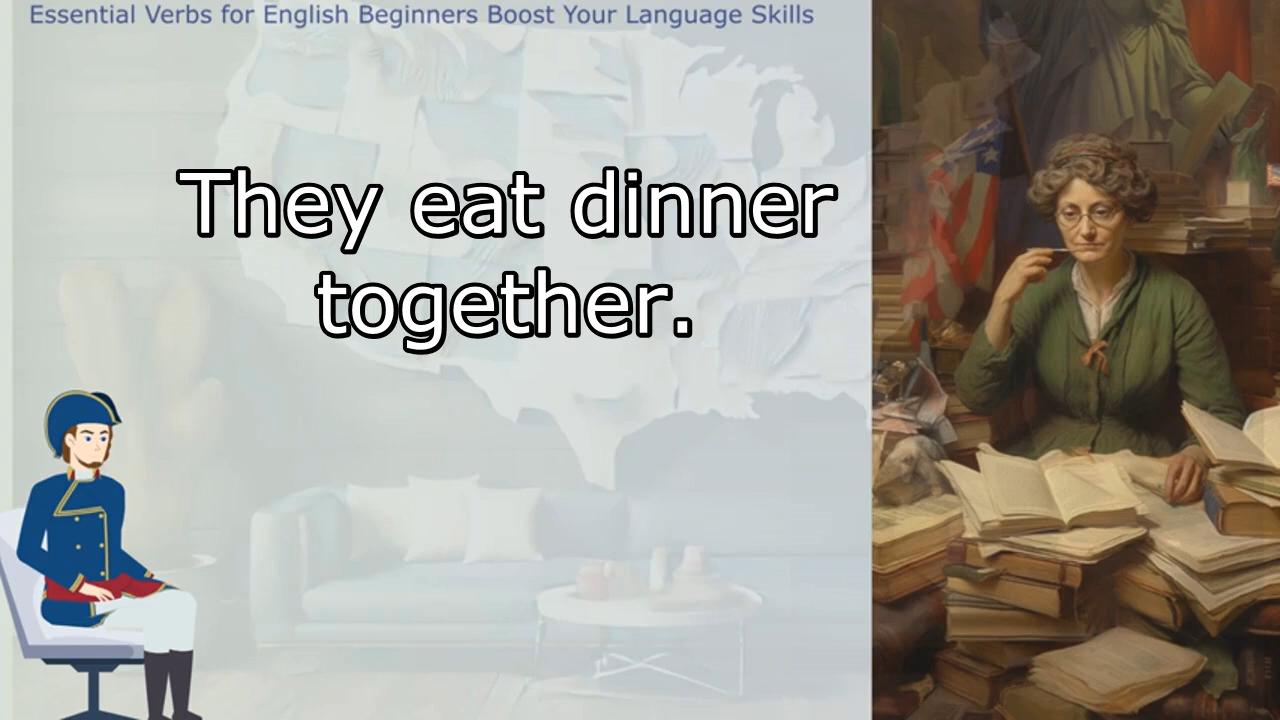 Essential Verbs for English Beginners Boost Your Language Skills
They eat dinner
together.